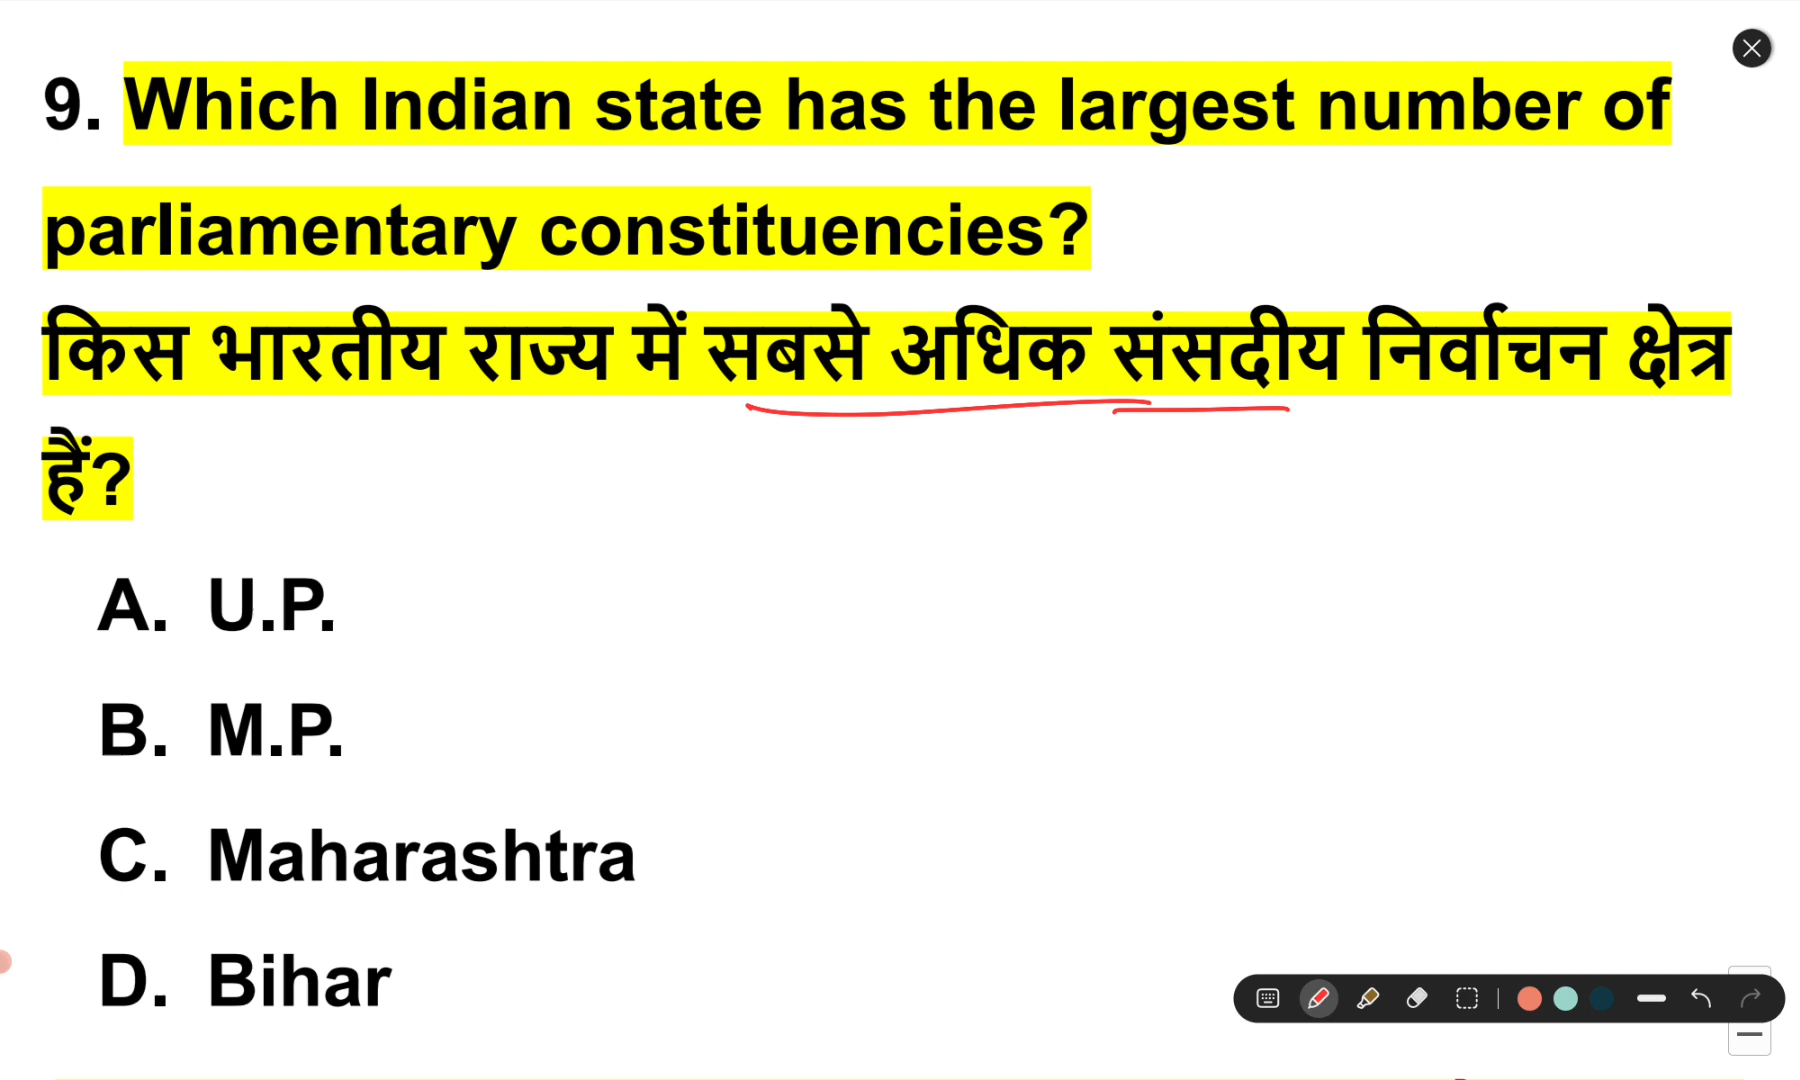 9. Which Indian state has the largest number of
parliamentary constituencies?
किस भारतीय राज्य में सबसे अधिक संसदीय निर्वाचन क्षेत्र
हैं?
A. U.P.
B. M.P.
C. Maharashtra
D. Bihar